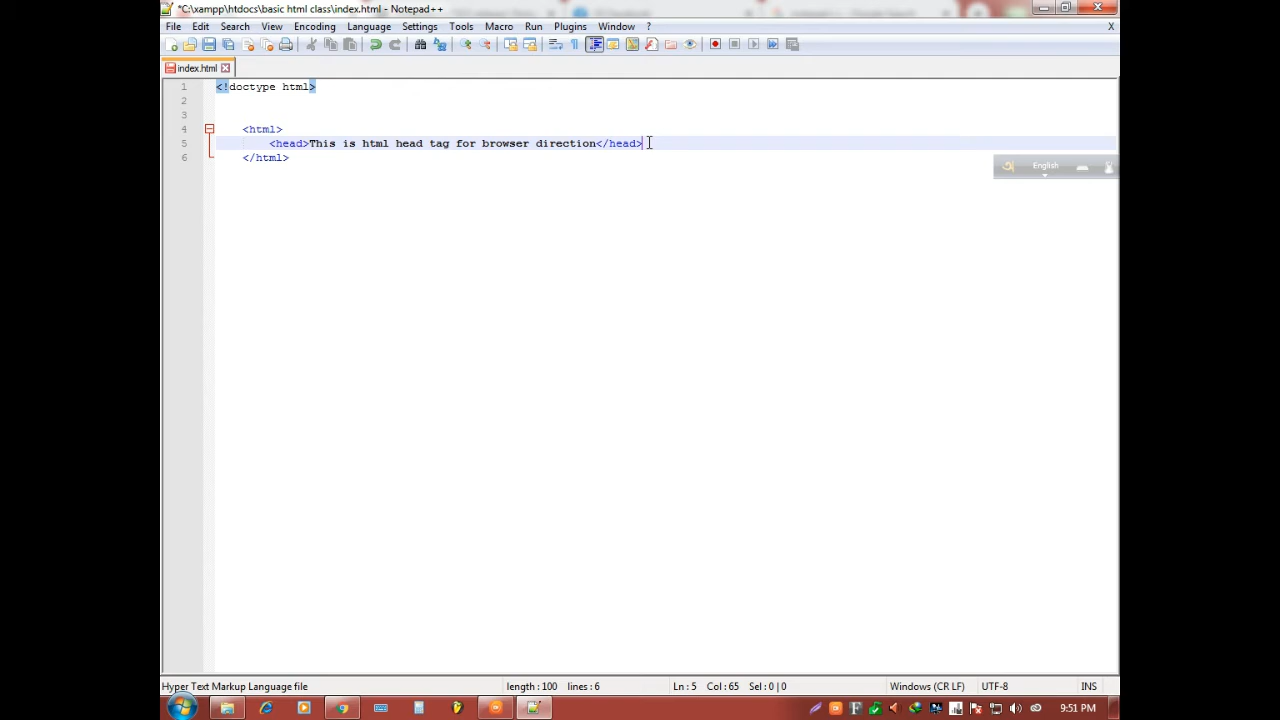 *C:\xampp\htdocs\basic html class\index.html - Notepad++
File Edit Search View Encoding Language Settings Tools Macro Run Plugins Window ? X
index.html
1 <!doctype html>
2
3
4 <html>
5 <head>This is html head tag for browser direction</head>
6 </html>
English
Hyper Text Markup Language file length : 100 lines : 6 Ln : 5 Col : 65 Sel : 0 | 0 Windows (CR LF) UTF-8 INS
9:51 PM